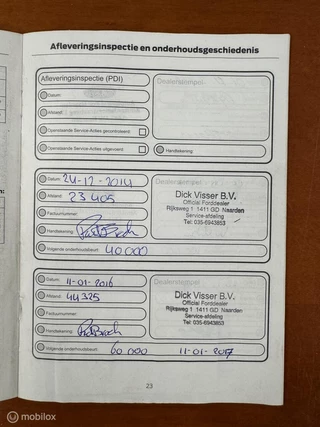 Afleveringsinspectie en onderhoudsgeschiedenis
Afleveringsinspectie (PDI)
Dealerstempel
Datum:
Afstand:
Openstaande Service-Acties gecontroleerd:
Openstaande Service-Acties uitgevoerd:
Handtekening:
Datum: 24-12-2014
Dealerstempel
Afstand: 23405
Factuurnummer:
Handtekening:
Volgende onderhoudsbeurt: 40000
Dick Visser B.V.
Official Forddealer
Rijksweg 1 1411 GD Naarden
Service-afdeling
Tel: 035-6943853
Datum: 11-01-2016
Dealerstempel
Afstand: 44325
Factuurnummer:
Handtekening:
Volgende onderhoudsbeurt: 60000 11-01-2017
Dick Visser B.V.
Official Forddealer
Rijksweg 1 1411 GD Naarden
Service-afdeling
Tel: 035-6943853
23
© mobilox